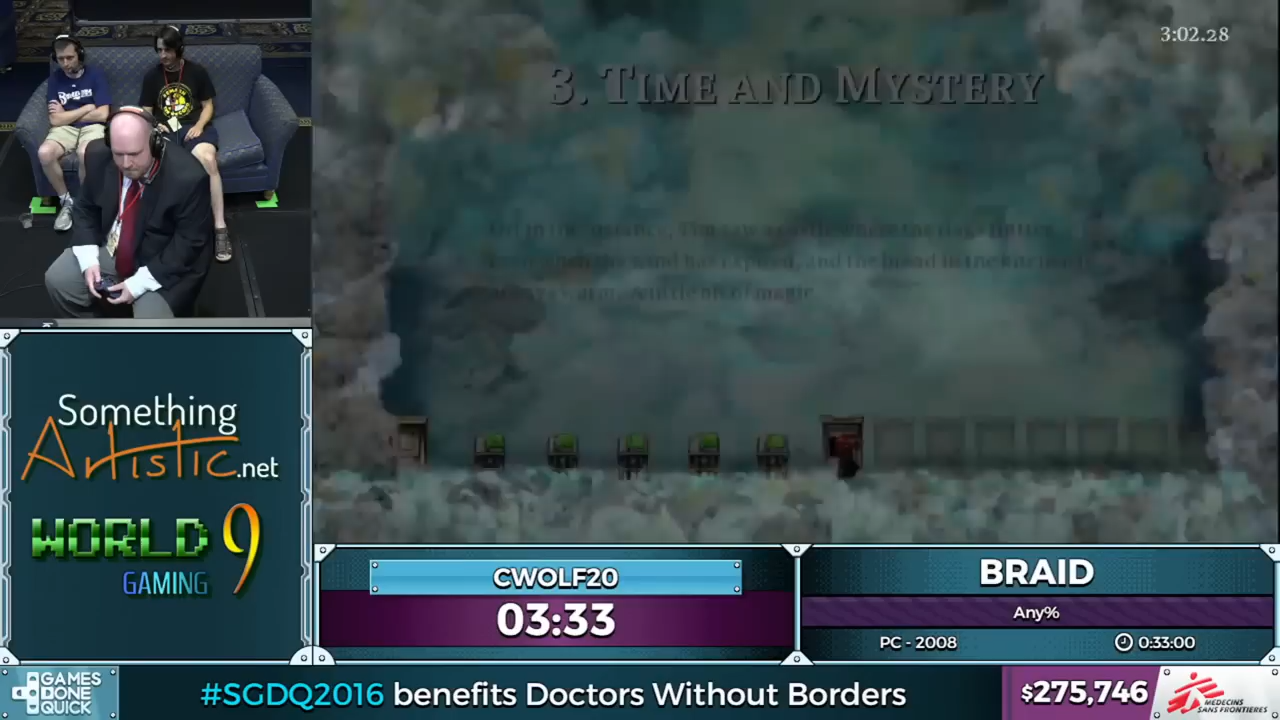 3:02.28
3. TIME AND MYSTERY
Something
Artistic.net
WORLD 9
GAMING
CWOLF20
03:33
BRAID
Any%
PC - 2008
0:33:00
GAMES
DONE
QUICK
#SGDQ2016 benefits Doctors Without Borders
$275,746
MEDECINS
SANS FRONTIERES